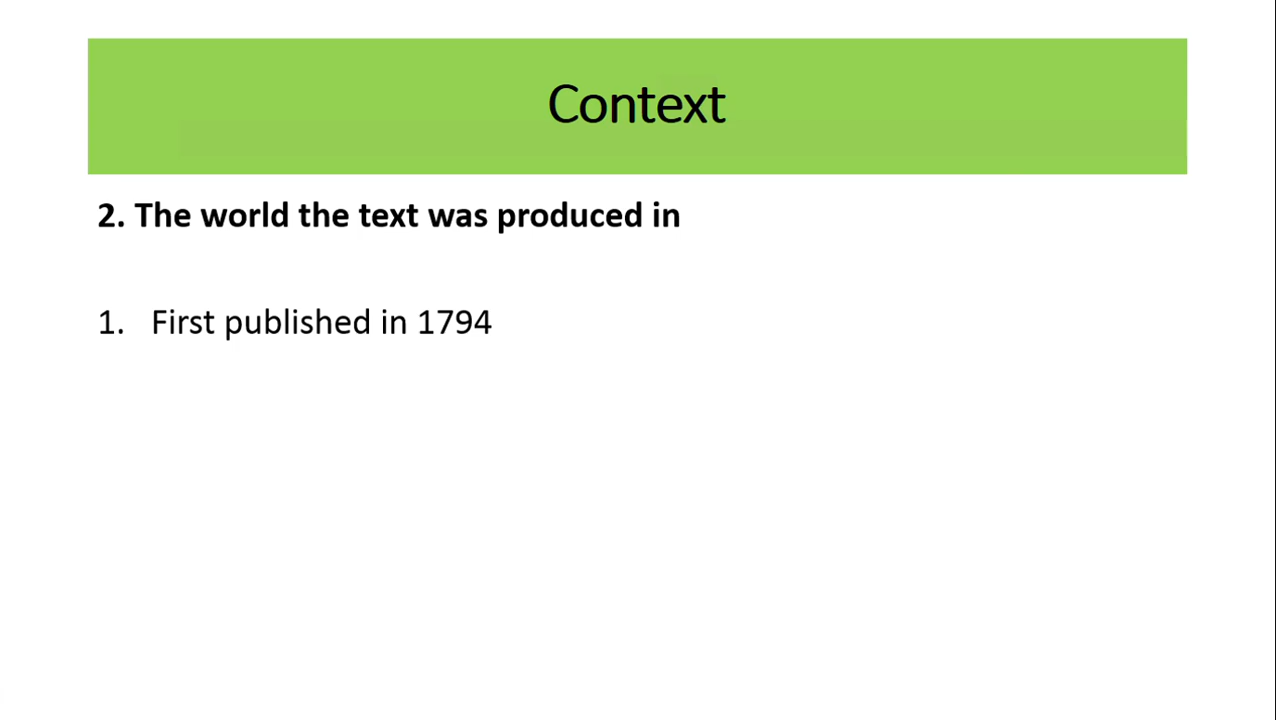 Context
2. The world the text was produced in
1. First published in 1794